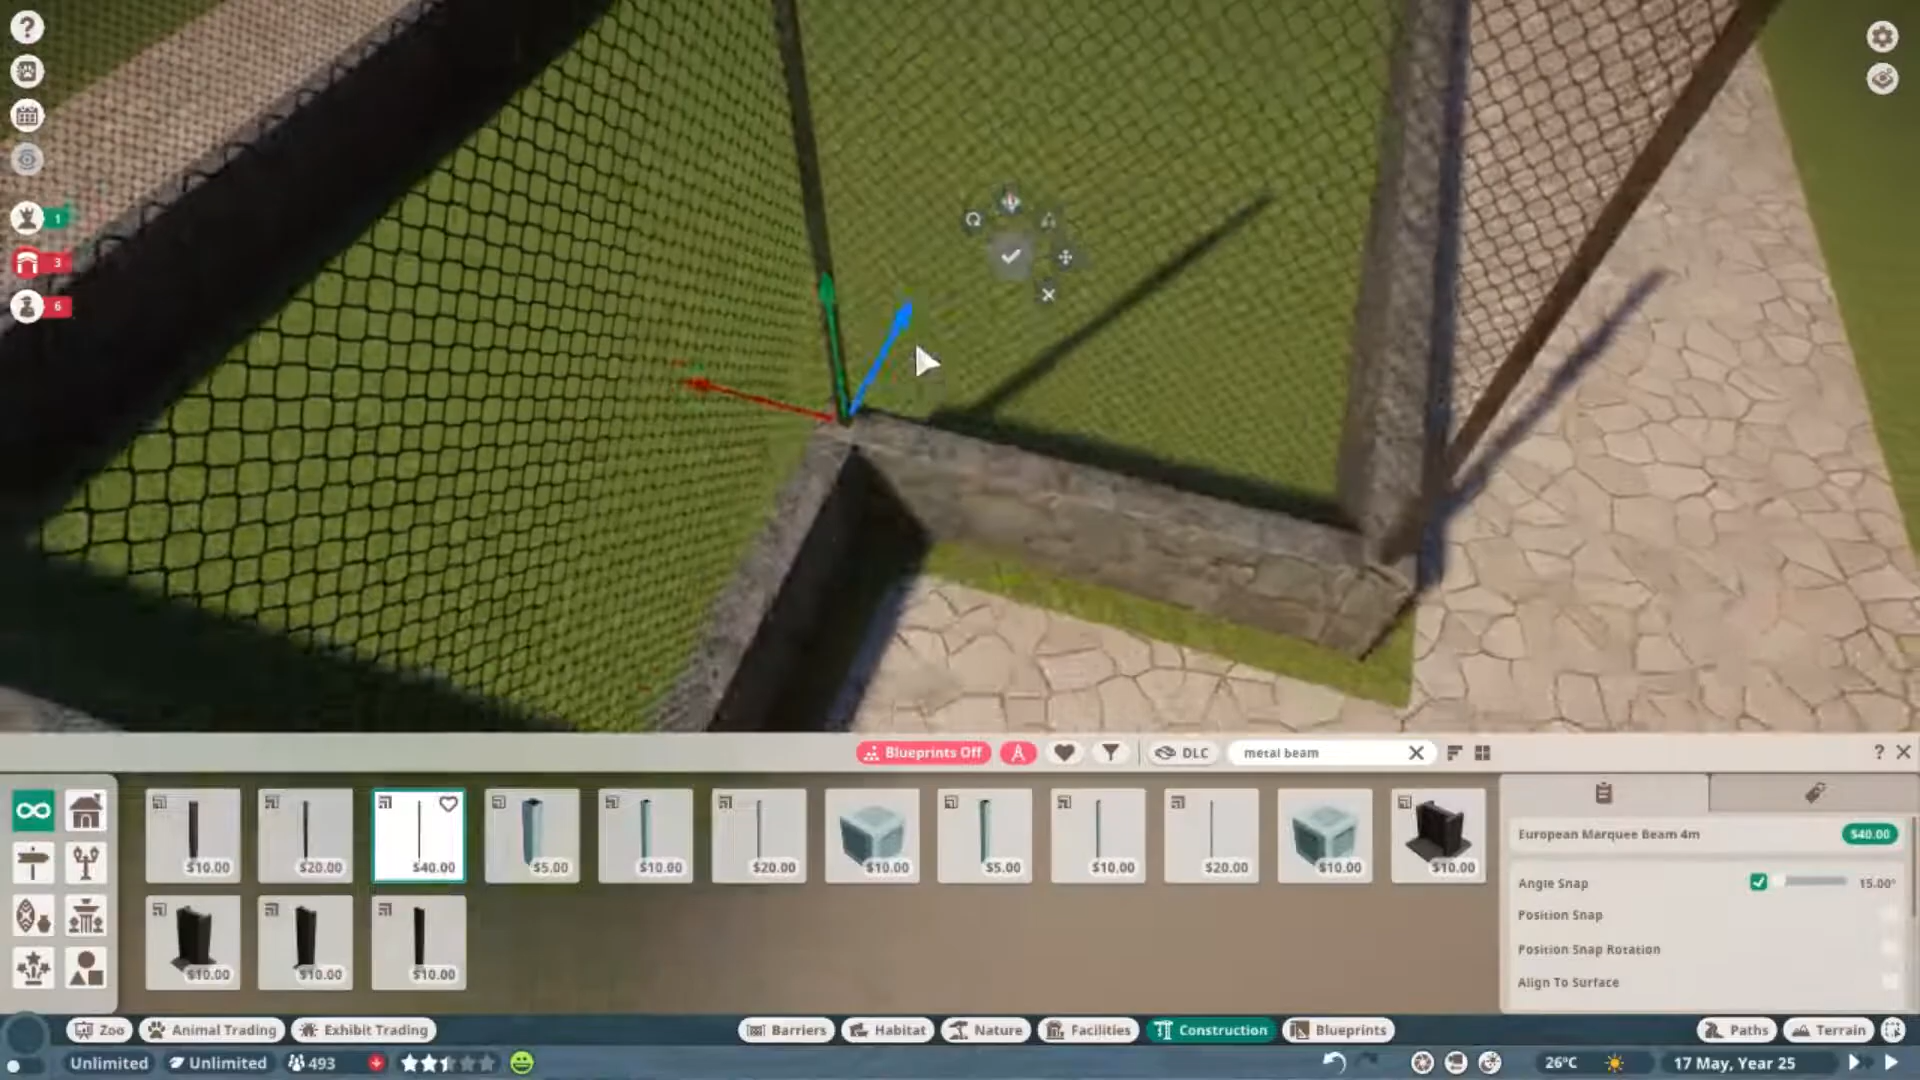 ?
1
3
6
Blueprints Off
DLC
metal beam
?
$10.00
$20.00
$40.00
$5.00
$10.00
$20.00
$10.00
$5.00
$10.00
$20.00
$10.00
$10.00
$10.00
$10.00
$10.00
European Marquee Beam 4m
$40.00
Angle Snap
15.00°
Position Snap
Position Snap Rotation
Align To Surface
Zoo
Animal Trading
Exhibit Trading
Barriers
Habitat
Nature
Facilities
Construction
Blueprints
Paths
Terrain
Unlimited
Unlimited
493
26°C
17 May, Year 25